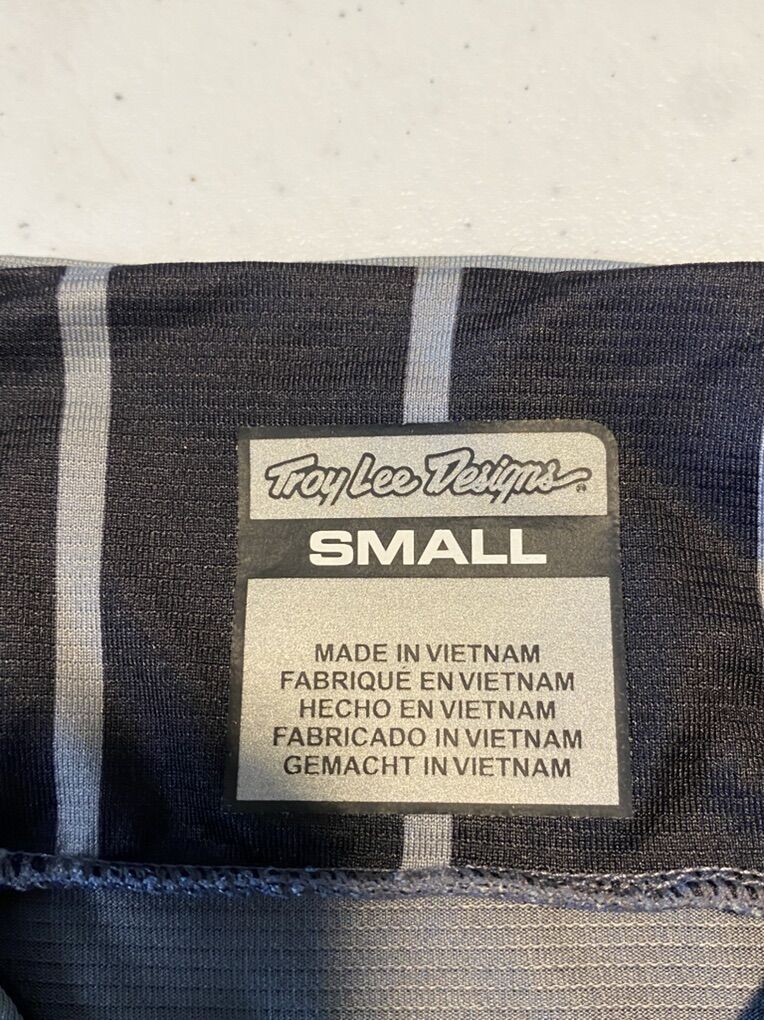 Troy Lee Designs®
SMALL
MADE IN VIETNAM
FABRIQUÉ EN VIETNAM
HECHO EN VIETNAM
FABRICADO IN VIETNAM
GEMACHT IN VIETNAM